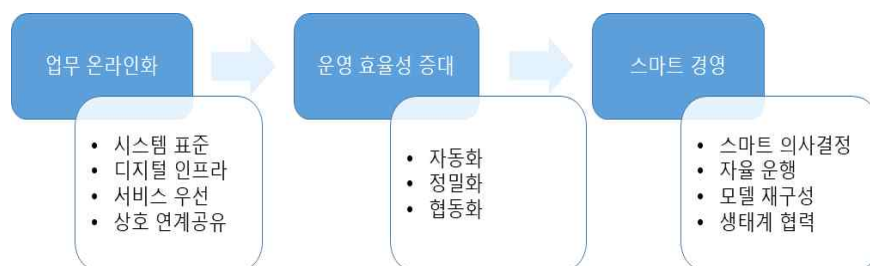 업무 온라인화
• 시스템 표준
• 디지털 인프라
• 서비스 우선
• 상호 연계공유
운영 효율성 증대
• 자동화
• 정밀화
• 협동화
스마트 경영
• 스마트 의사결정
• 자율 운행
• 모델 재구성
• 생태계 협력